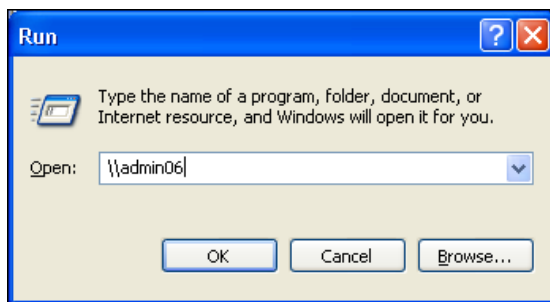 Run
Type the name of a program, folder, document, or
Internet resource, and Windows will open it for you.
Open: \\admin06
OK Cancel Browse...